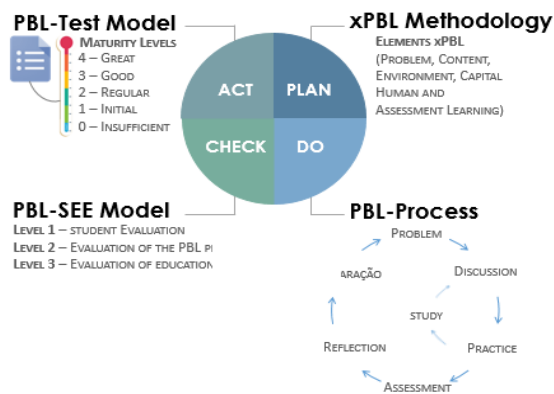 PBL-Test Model
MATURITY LEVELS
4 – GREAT
3 – GOOD
2 – REGULAR
1 – INITIAL
0 – INSUFFICIENT
xPBL Methodology
ELEMENTS XPBL
(PROBLEM, CONTENT,
ENVIRONMENT, CAPITAL
HUMAN AND
ASSESSMENT LEARNING)
ACT
PLAN
CHECK
DO
PBL-SEE Model
LEVEL 1 – STUDENT EVALUATION
LEVEL 2 – EVALUATION OF THE PBL
LEVEL 3 – EVALUATION OF EDUCATION
PBL-Process
PROBLEM
DISCUSSION
STUDY
PRACTICE
ASSESSMENT
REFLECTION